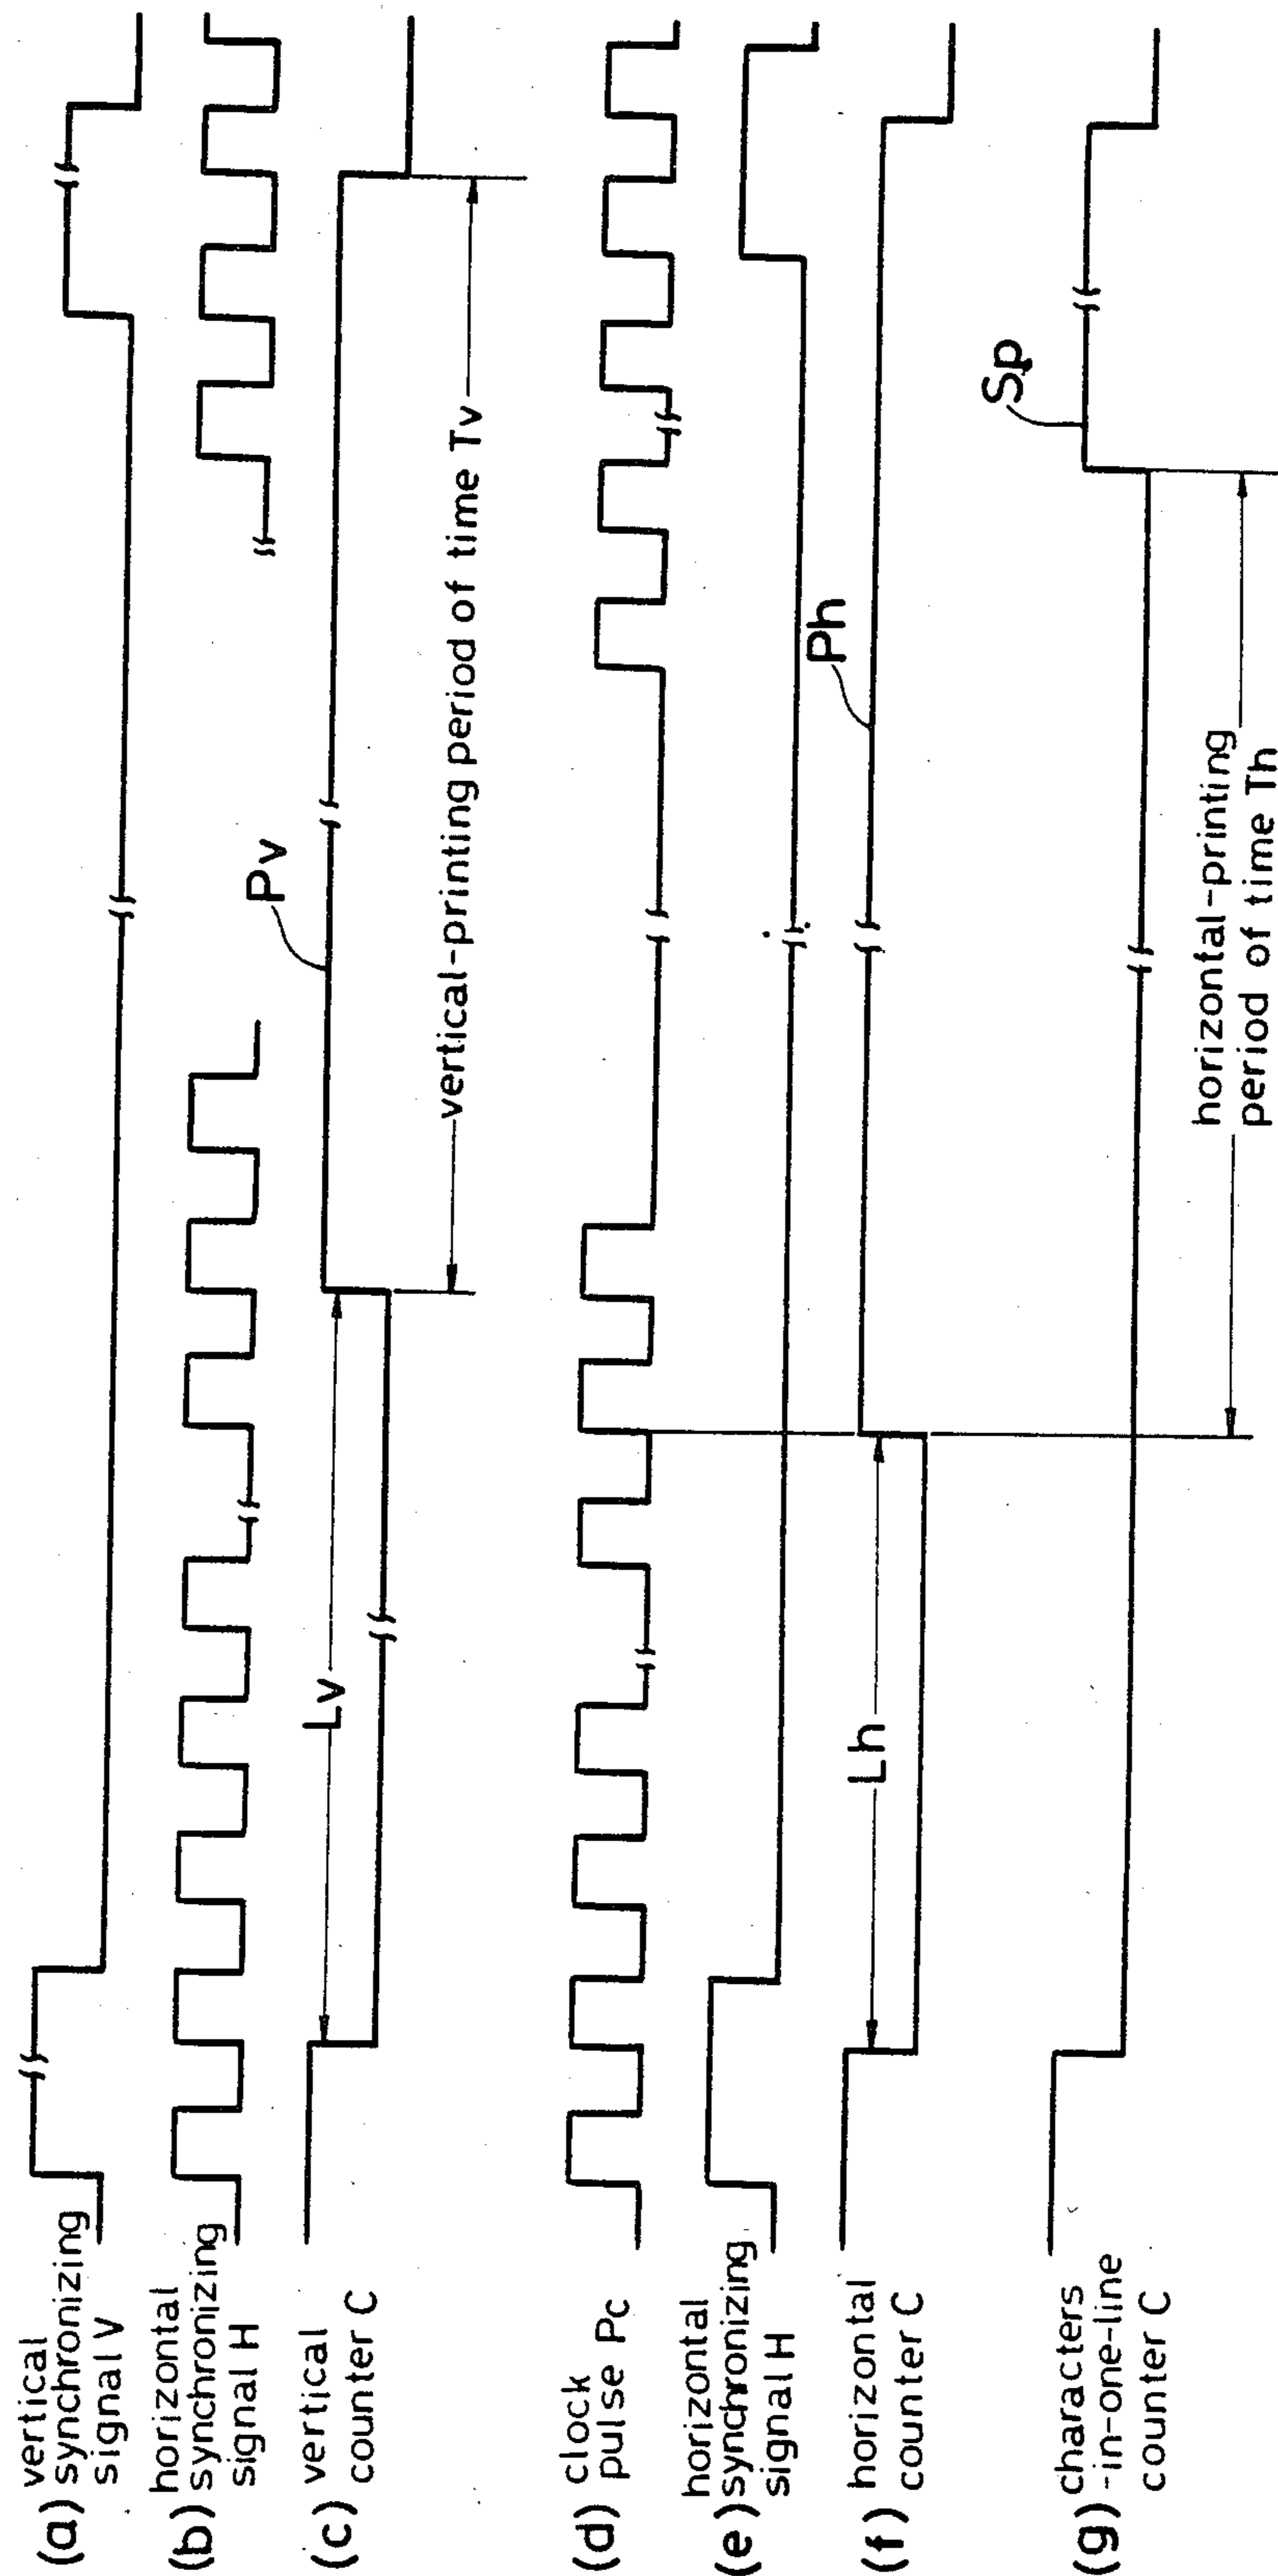 vertical
(a) synchronizing
signal V
horizontal
(b) synchronizing
signal H
(c) vertical
counter C
Lv
Pv
vertical-printing period of time Tv
(d) clock
pulse Pc
horizontal
(e) synchronizing
signal H
(f) horizontal
counter C
Lh
Ph
(g) characters
-in-one-line
counter C
Sp
horizontal-printing
period of time Th